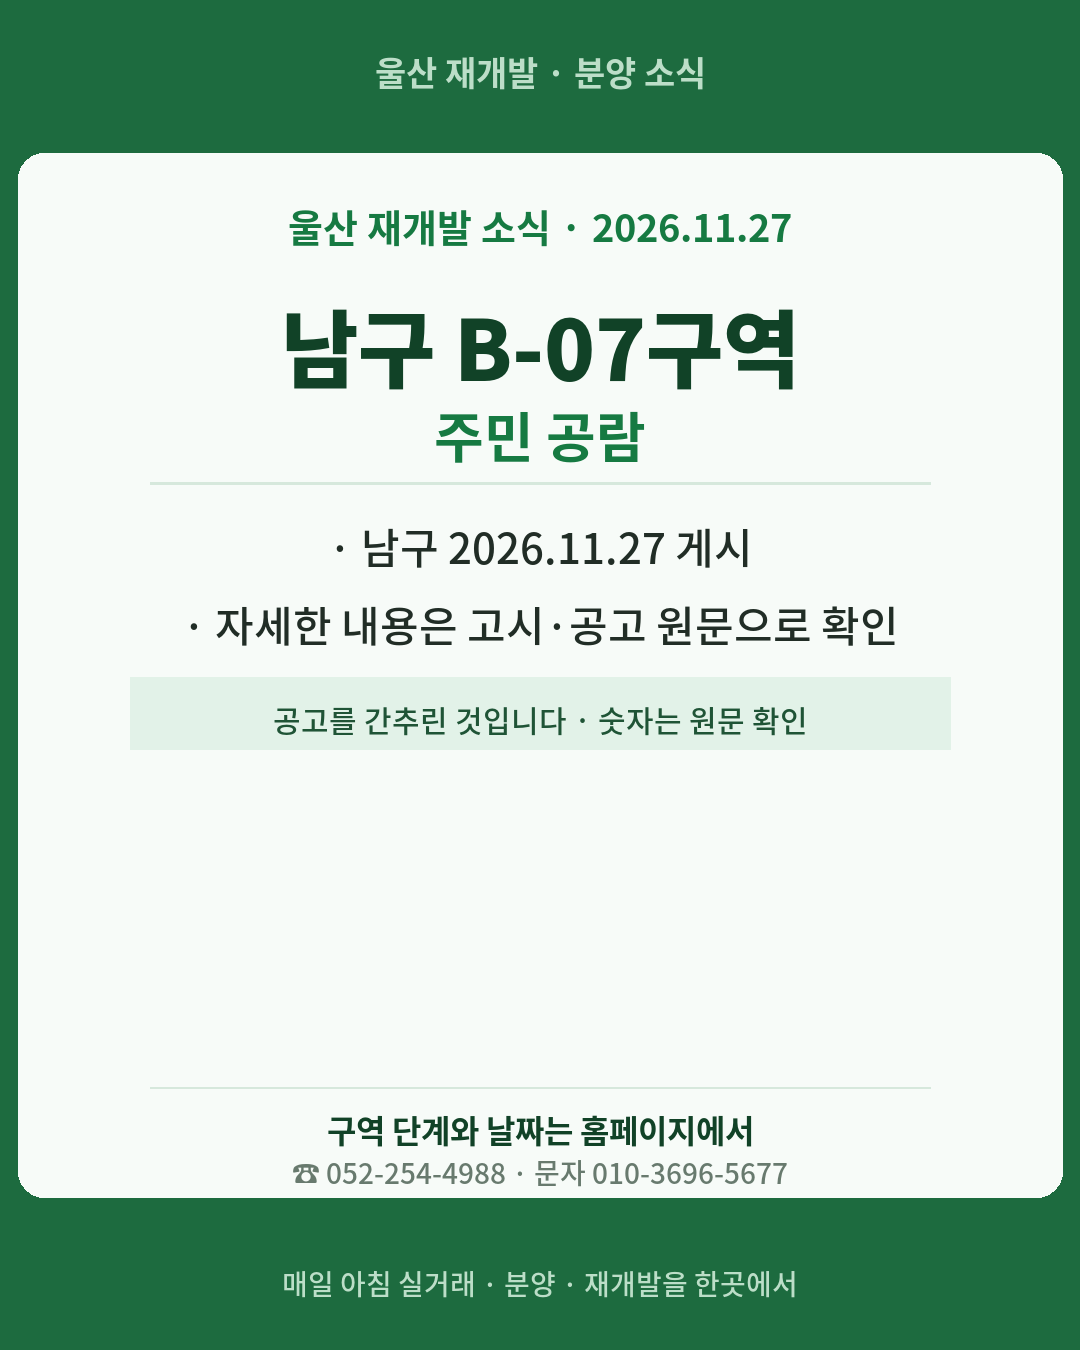 울산 재개발 · 분양 소식
울산 재개발 소식 · 2026.11.27
남구 B-07구역
주민 공람
· 남구 2026.11.27 게시
· 자세한 내용은 고시·공고 원문으로 확인
공고를 간추린 것입니다 · 숫자는 원문 확인
구역 단계와 날짜는 홈페이지에서
☎ 052-254-4988 · 문자 010-3696-5677
매일 아침 실거래 · 분양 · 재개발을 한곳에서